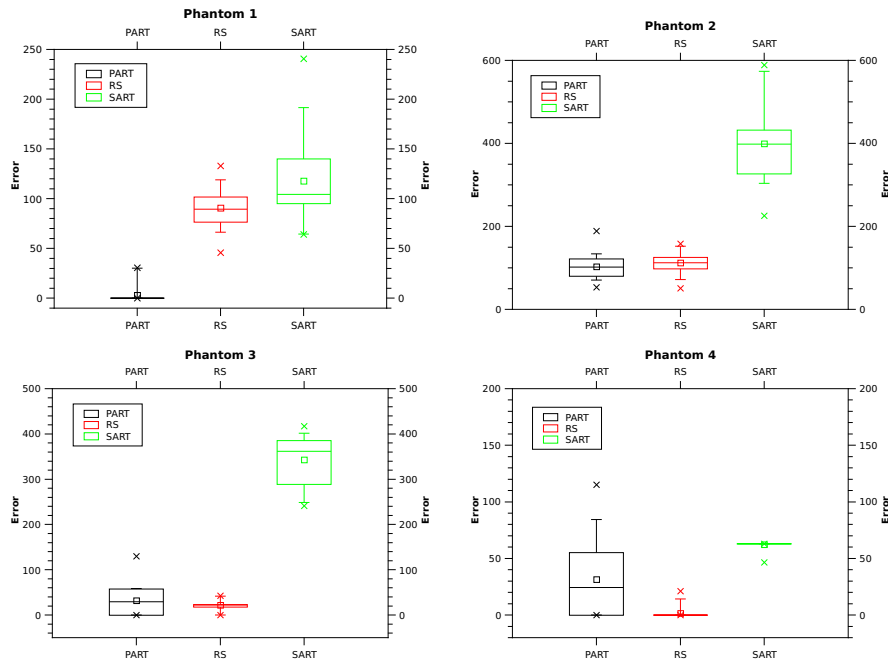 Phantom 1
PART RS SART
250 250
200 200
150 150
100 100
50 50
0 0
Error Error
PART
RS
SART
PART RS SART
Phantom 2
PART RS SART
600 600
400 400
200 200
0 0
Error Error
PART
RS
SART
PART RS SART
Phantom 3
PART RS SART
500 500
400 400
300 300
200 200
100 100
0 0
Error Error
PART
RS
SART
PART RS SART
Phantom 4
PART RS SART
200 200
150 150
100 100
50 50
0 0
Error Error
PART
RS
SART
PART RS SART